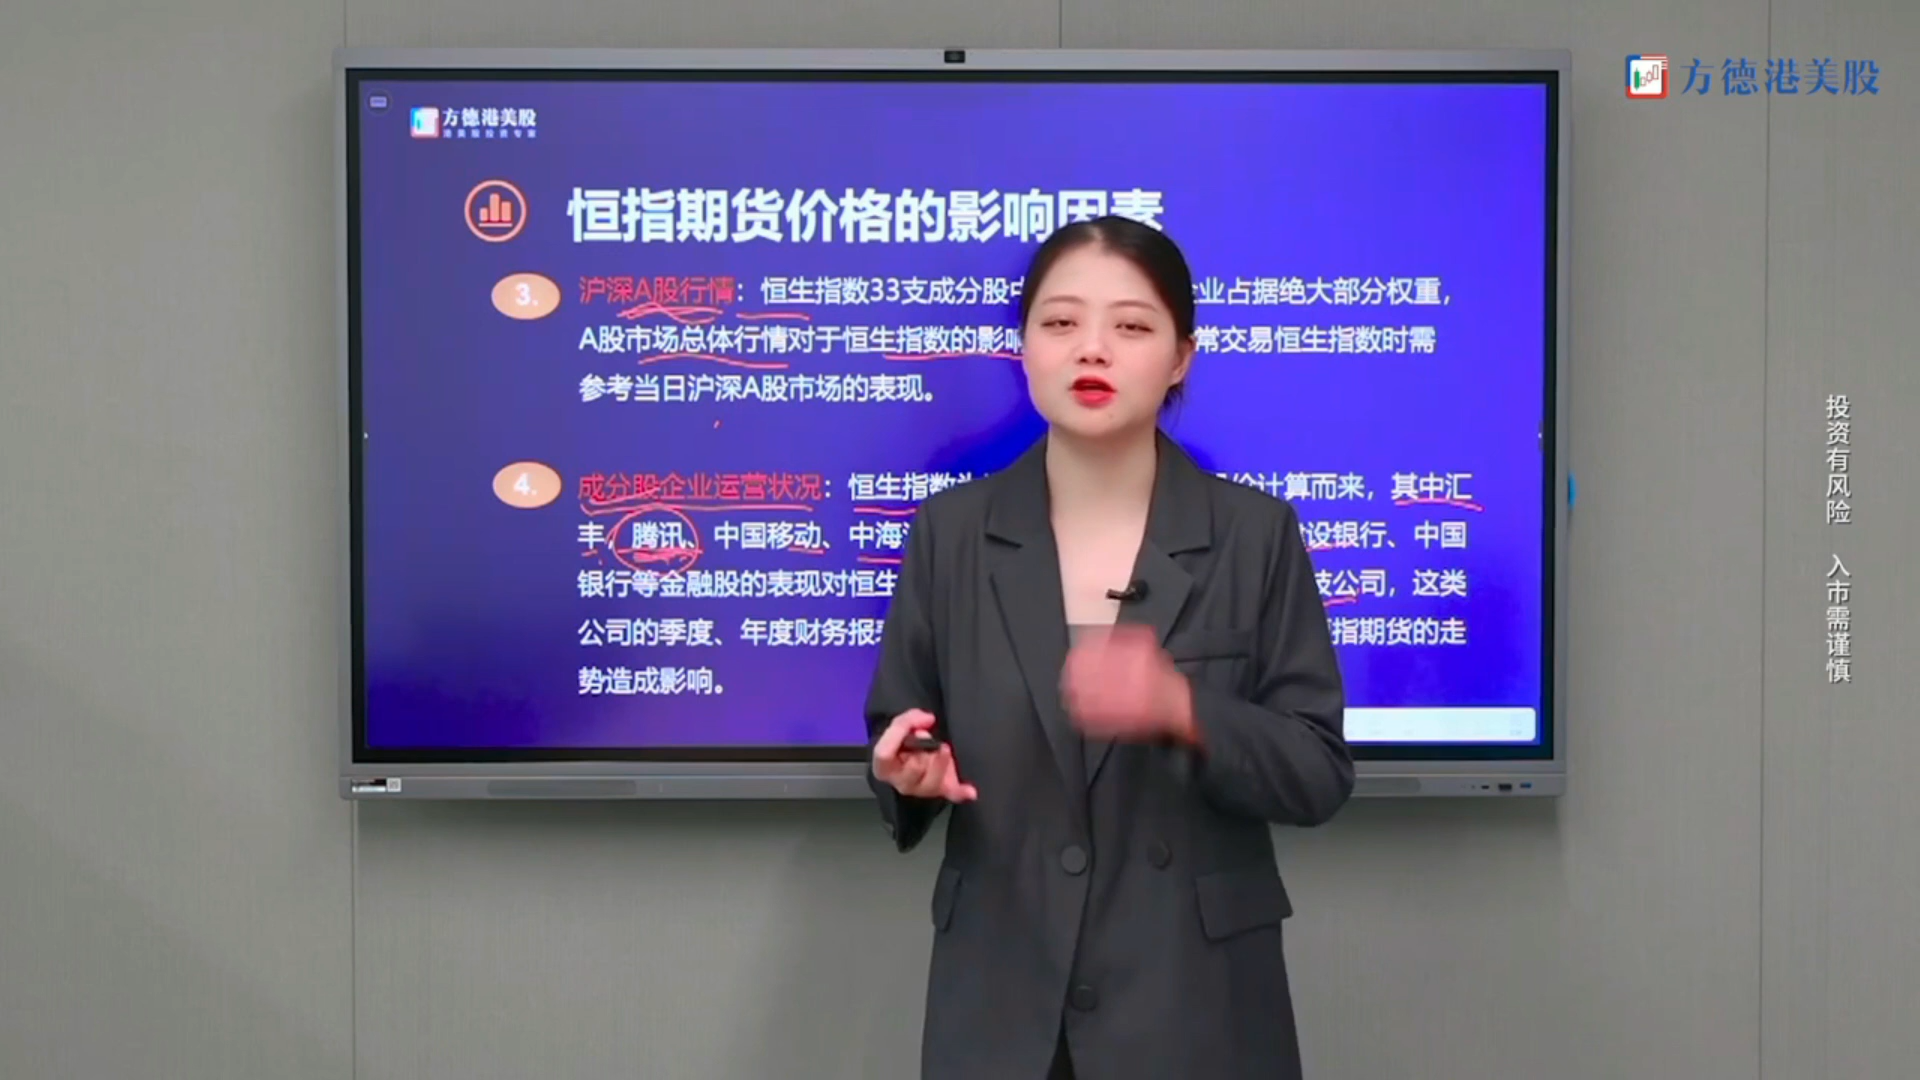 方德港美股
方德港美股
港美股投资专家
恒指期货价格的影响因素
3.
沪深A股行情：恒生指数33支成分股中 业占据绝大部分权重，
A股市场总体行情对于恒生指数的影响 常交易恒生指数时需
参考当日沪深A股市场的表现。
4.
成分股企业运营状况：恒生指数 计算而来，其中汇
丰，腾讯、中国移动、中海 设银行、中国
银行等金融股的表现对恒生 技公司，这类
公司的季度、年度财务报 指期货的走
势造成影响。
投资有风险 入市需谨慎